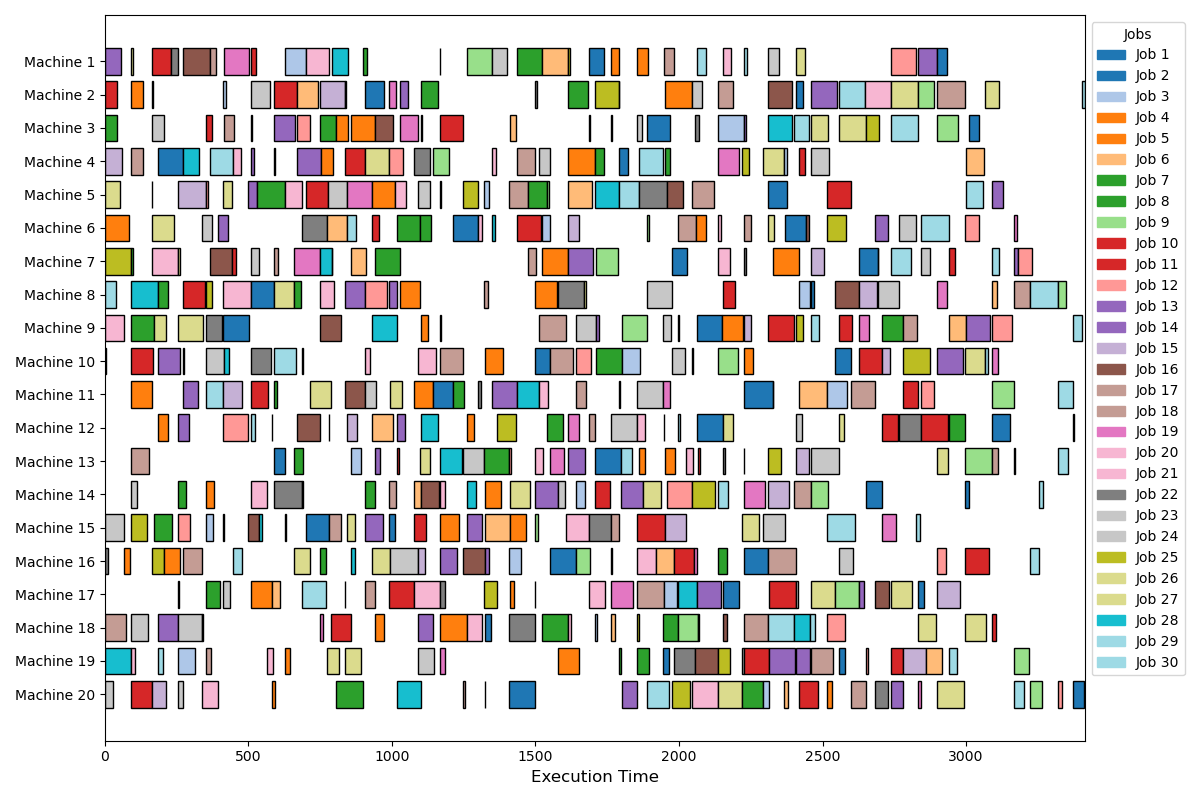 Machine 1
Machine 2
Machine 3
Machine 4
Machine 5
Machine 6
Machine 7
Machine 8
Machine 9
Machine 10
Machine 11
Machine 12
Machine 13
Machine 14
Machine 15
Machine 16
Machine 17
Machine 18
Machine 19
Machine 20
0 500 1000 1500 2000 2500 3000
Execution Time
Jobs
Job 1
Job 2
Job 3
Job 4
Job 5
Job 6
Job 7
Job 8
Job 9
Job 10
Job 11
Job 12
Job 13
Job 14
Job 15
Job 16
Job 17
Job 18
Job 19
Job 20
Job 21
Job 22
Job 23
Job 24
Job 25
Job 26
Job 27
Job 28
Job 29
Job 30